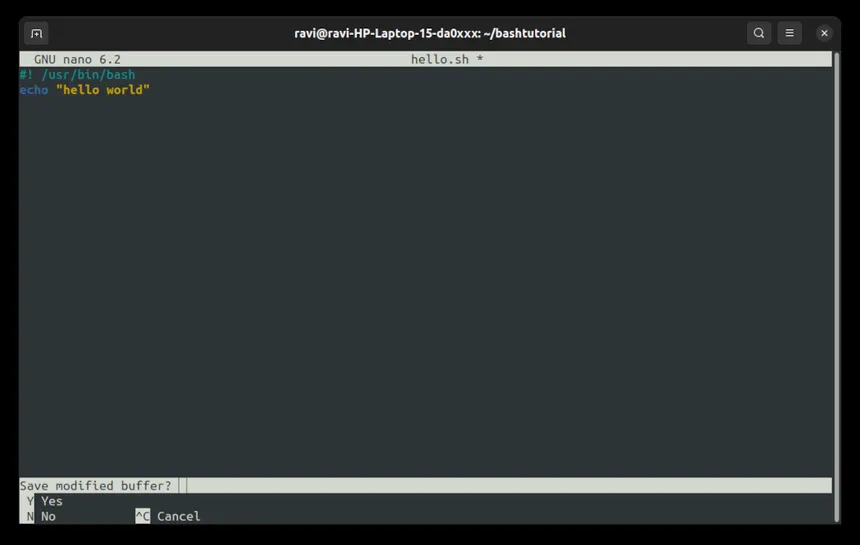 ravi@ravi-HP-Laptop-15-da0xxx: ~/bashtutorial
GNU nano 6.2 hello.sh *
#! /usr/bin/bash
echo "hello world"
Save modified buffer?
Y Yes
N No ^C Cancel